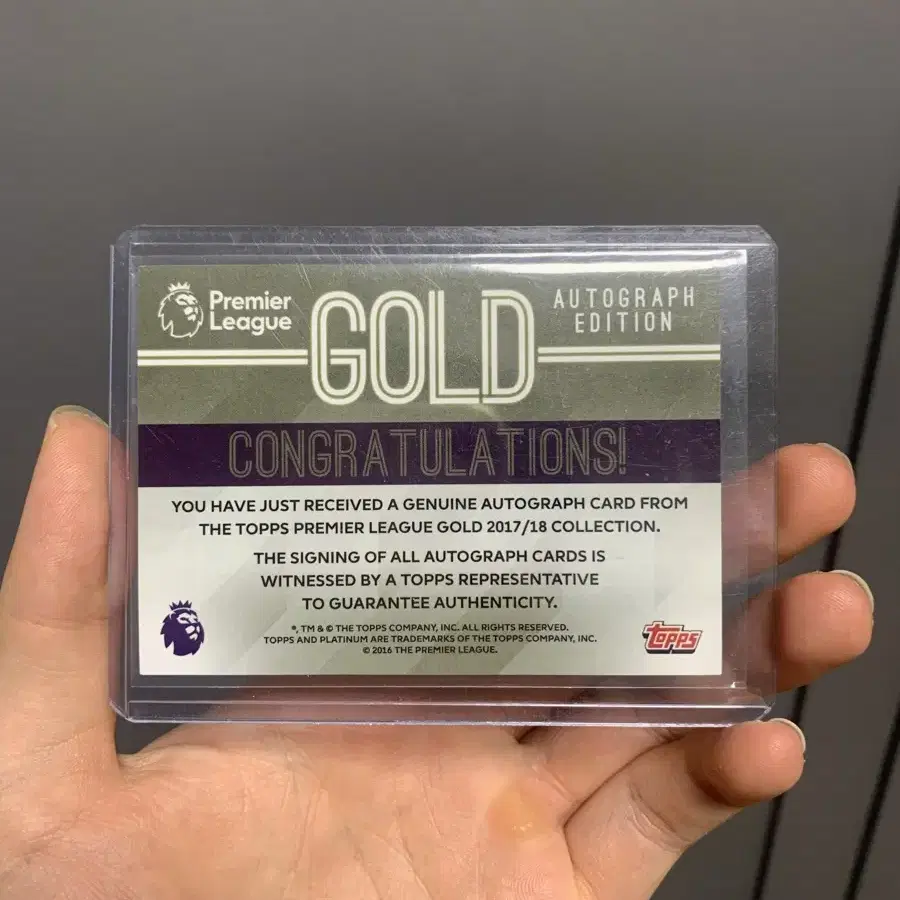 Premier
League
GOLD
AUTOGRAPH
EDITION
CONGRATULATIONS!
YOU HAVE JUST RECEIVED A GENUINE AUTOGRAPH CARD FROM
THE TOPPS PREMIER LEAGUE GOLD 2017/18 COLLECTION.
THE SIGNING OF ALL AUTOGRAPH CARDS IS
WITNESSED BY A TOPPS REPRESENTATIVE
TO GUARANTEE AUTHENTICITY.
®, TM & © THE TOPPS COMPANY, INC. ALL RIGHTS RESERVED.
TOPPS AND PLATINUM ARE TRADEMARKS OF THE TOPPS COMPANY, INC.
© 2016 THE PREMIER LEAGUE.
topps